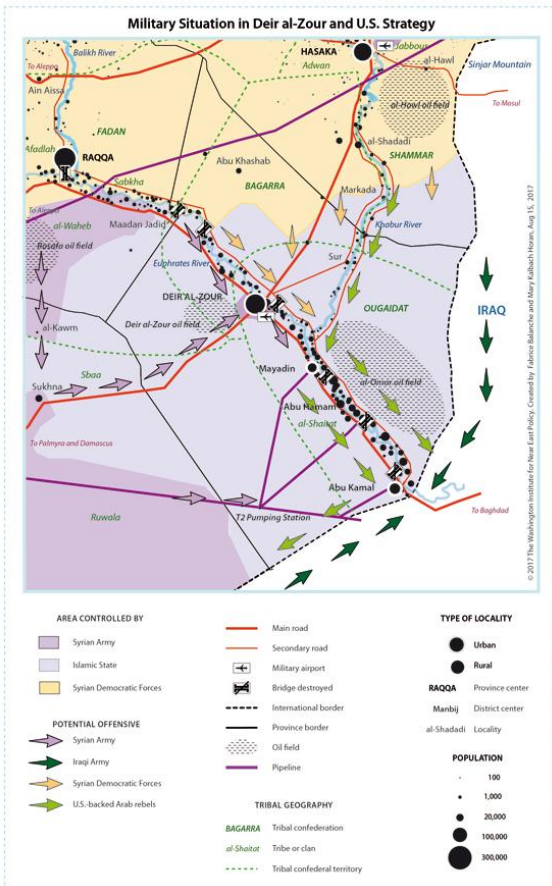 Military Situation in Deir al-Zour and U.S. Strategy
Balikh River
HASAKA
Jabbour
To Aleppo
Adwan
al-Hawl
Sinjar Mountain
Ain Aissa
al-Hawl oil field
To Mosul
FADAN
al-Shadadi
Afadlah
RAQQA
Abu Khashab
SHAMMAR
Sabkha
BAGARRA
Markada
To Aleppo
al-Waheb
Maadan Jadid
Khabur River
Rasafa oil field
Euphrates River
Sur
DEIR AL-ZOUR
OUGAIDAT
IRAQ
al-Kawm
Deir al-Zour oil field
Sbaa
Mayadin
al-Omar oil field
Sukhna
Abu Hamam
al-Shaitat
To Palmyra and Damascus
Abu Kamal
Ruwala
T2 Pumping Station
To Baghdad
© 2017 The Washington Institute for Near East Policy. Created by Fabrice Balanche and Mary Kalbach Horan, Aug 15, 2017
AREA CONTROLLED BY
Syrian Army
Islamic State
Syrian Democratic Forces
POTENTIAL OFFENSIVE
Syrian Army
Iraqi Army
Syrian Democratic Forces
U.S.-backed Arab rebels
Main road
Secondary road
Military airport
Bridge destroyed
International border
Province border
Oil field
Pipeline
TRIBAL GEOGRAPHY
BAGARRA Tribal confederation
al-Shaitat Tribe or clan
Tribal confederal territory
TYPE OF LOCALITY
Urban
Rural
RAQQA Province center
Manbij District center
al-Shadadi Locality
POPULATION
100
1,000
20,000
100,000
300,000